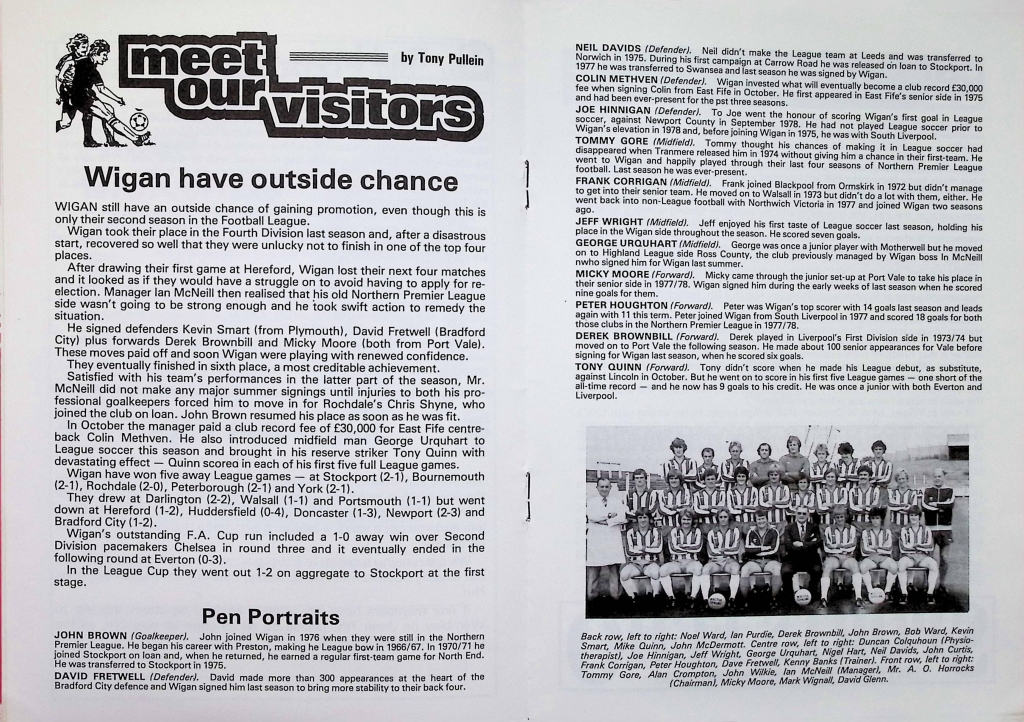 meet
our
visitors
by Tony Pullein
Wigan have outside chance
WIGAN still have an outside chance of gaining promotion, even though this is
only their second season in the Football League.
Wigan took their place in the Fourth Division last season and, after a disastrous
start, recovered so well that they were unlucky not to finish in one of the top four
places.
After drawing their first game at Hereford, Wigan lost their next four matches
and it looked as if they would have a struggle on to avoid having to apply for re-
election. Manager Ian McNeill then realised that his old Northern Premier League
side wasn't going to be strong enough and he took swift action to remedy the
situation.
He signed defenders Kevin Smart (from Plymouth), David Fretwell (Bradford
City) plus forwards Derek Brownbill and Micky Moore (both from Port Vale).
These moves paid off and soon Wigan were playing with renewed confidence.
They eventually finished in sixth place, a most creditable achievement.
Satisfied with his team's performances in the latter part of the season, Mr.
McNeill did not make any major summer signings until injuries to both his pro-
fessional goalkeepers forced him to move in for Rochdale's Chris Shyne, who
joined the club on loan. John Brown resumed his place as soon as he was fit.
In October the manager paid a club record fee of £30,000 for East Fife centre-
back Colin Methven. He also introduced midfield man George Urquhart to
League soccer this season and brought in his reserve striker Tony Quinn with
devastating effect — Quinn scored in each of his first five full League games.
Wigan have won five away League games — at Stockport (2-1), Bournemouth
(2-1), Rochdale (2-0), Peterborough (2-1) and York (2-1).
They drew at Darlington (2-2), Walsall (1-1) and Portsmouth (1-1) but went
down at Hereford (1-2), Huddersfield (0-4), Doncaster (1-3), Newport (2-3) and
Bradford City (1-2).
Wigan's outstanding F.A. Cup run included a 1-0 away win over Second
Division pacemakers Chelsea in round three and it eventually ended in the
following round at Everton (0-3).
In the League Cup they went out 1-2 on aggregate to Stockport at the first
stage.
Pen Portraits
JOHN BROWN (Goalkeeper). John joined Wigan in 1976 when they were still in the Northern
Premier League. He began his career with Preston, making his League bow in 1966/67. In 1970/71 he
joined Stockport on loan and, when he returned, he earned a regular first-team game for North End.
He was transferred to Stockport in 1975.
DAVID FRETWELL (Defender). David made more than 300 appearances at the heart of the
Bradford City defence and Wigan signed him last season to bring more stability to their back four.
NEIL DAVIDS (Defender). Neil didn't make the League team at Leeds and was transferred to
Norwich in 1975. During his first campaign at Carrow Road he was released on loan to Stockport. In
1977 he was transferred to Swansea and last season he was signed by Wigan.
COLIN METHVEN (Defender). Wigan invested what will eventually become a club record £30,000
fee when signing Colin from East Fife in October. He first appeared in East Fife's senior side in 1975
and had been ever-present for the pst three seasons.
JOE HINNIGAN (Defender). To Joe went the honour of scoring Wigan's first goal in League
soccer, against Newport County in September 1978. He had not played League soccer prior to
Wigan's elevation in 1978 and, before joining Wigan in 1975, he was with South Liverpool.
TOMMY GORE (Midfield). Tommy thought his chances of making it in League soccer had
disappeared when Tranmere released him in 1974 without giving him a chance in their first-team. He
went to Wigan and happily played through their last four seasons of Northern Premier League
football. Last season he was ever-present.
FRANK CORRIGAN (Midfield). Frank joined Blackpool from Ormskirk in 1972 but didn't manage
to get into their senior team. He moved on to Walsall in 1973 but didn't do a lot with them, either. He
went back into non-League football with Northwich Victoria in 1977 and joined Wigan two seasons
ago.
JEFF WRIGHT (Midfield). Jeff enjoyed his first taste of League soccer last season, holding his
place in the Wigan side throughout the season. He scored seven goals.
GEORGE URQUHART (Midfield). George was once a junior player with Motherwell but he moved
on to Highland League side Ross County, the club previously managed by Wigan boss In McNeill
nwho signed him for Wigan last summer.
MICKY MOORE (Forward). Micky came through the junior set-up at Port Vale to take his place in
their senior side in 1977/78. Wigan signed him during the early weeks of last season when he scored
nine goals for them.
PETER HOUGHTON (Forward). Peter was Wigan's top scorer with 14 goals last season and leads
again with 11 this term. Peter joined Wigan from South Liverpool in 1977 and scored 18 goals for both
those clubs in the Northern Premier League in 1977/78.
DEREK BROWNBILL (Forward). Derek played in Liverpool's First Division side in 1973/74 but
moved on to Port Vale the following season. He made about 100 senior appearances for Vale before
signing for Wigan last season, when he scored six goals.
TONY QUINN (Forward). Tony didn't score when he made his League debut, as substitute,
against Lincoln in October. But he went on to score in his first five League games — one short of the
all-time record — and he now has 9 goals to his credit. He was once a junior with both Everton and
Liverpool.
Back row, left to right: Noel Ward, Ian Purdie, Derek Brownbill, John Brown, Bob Ward, Kevin
Smart, Mike Quinn, John McDermott. Centre row, left to right: Duncan Colquhoun (Physio-
therapist), Joe Hinnigan, Jeff Wright, George Urquhart, Nigel Hart, Neil Davids, John Curtis,
Frank Corrigan, Peter Houghton, Dave Fretwell, Kenny Banks (Trainer). Front row, left to right:
Tommy Gore, Alan Crompton, John Wilkie, Ian McNeill (Manager), Mr. A. O. Horrocks
(Chairman), Micky Moore, Mark Wignall, David Glenn.